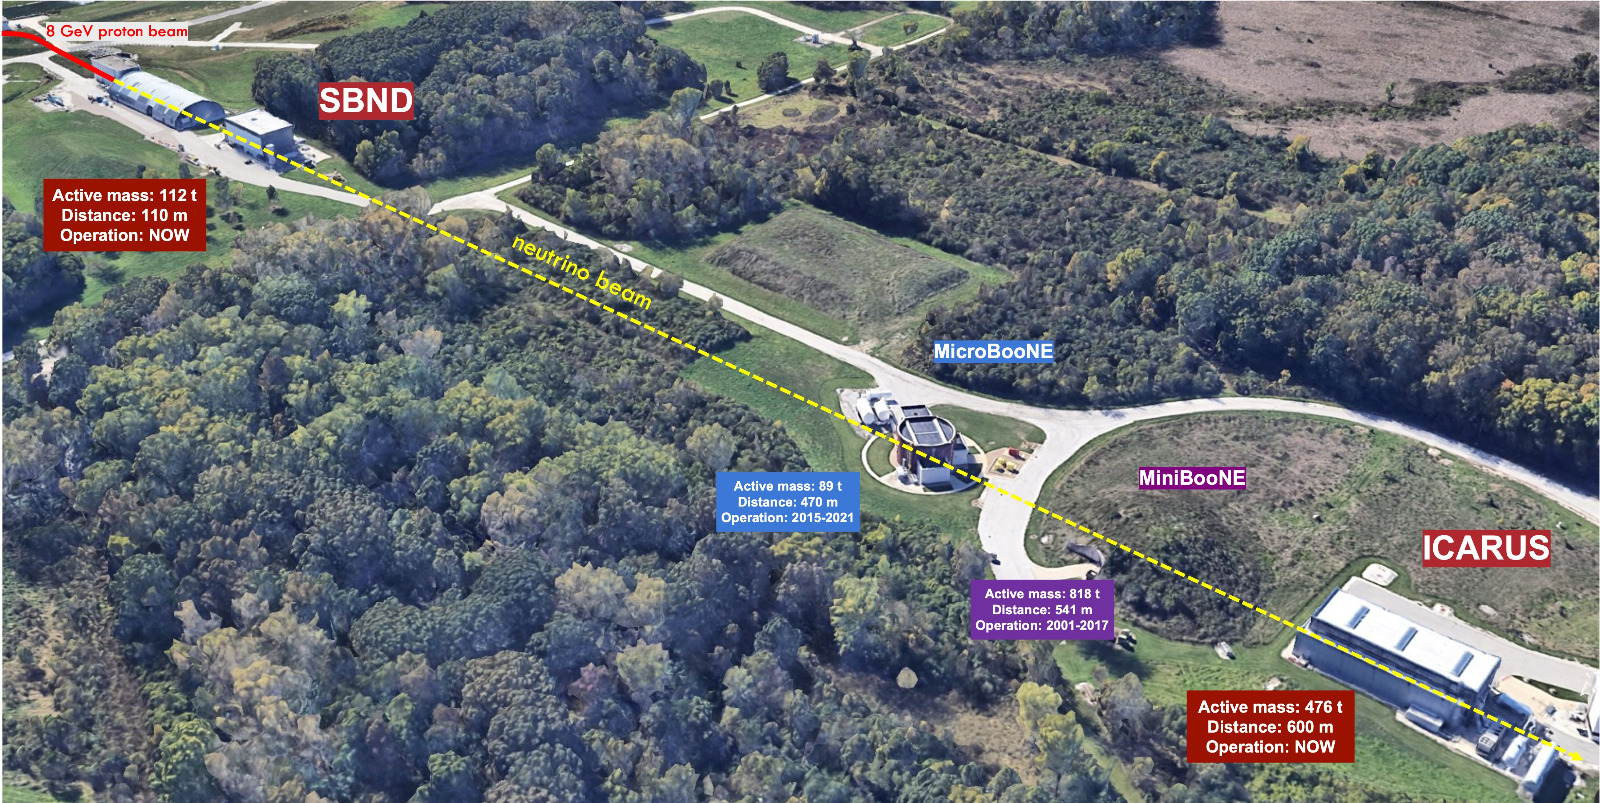 8 GeV proton beam
SBND
Active mass: 112 t
Distance: 110 m
Operation: NOW
neutrino beam
MicroBooNE
Active mass: 89 t
Distance: 470 m
Operation: 2015-2021
MiniBooNE
Active mass: 818 t
Distance: 541 m
Operation: 2001-2017
ICARUS
Active mass: 476 t
Distance: 600 m
Operation: NOW